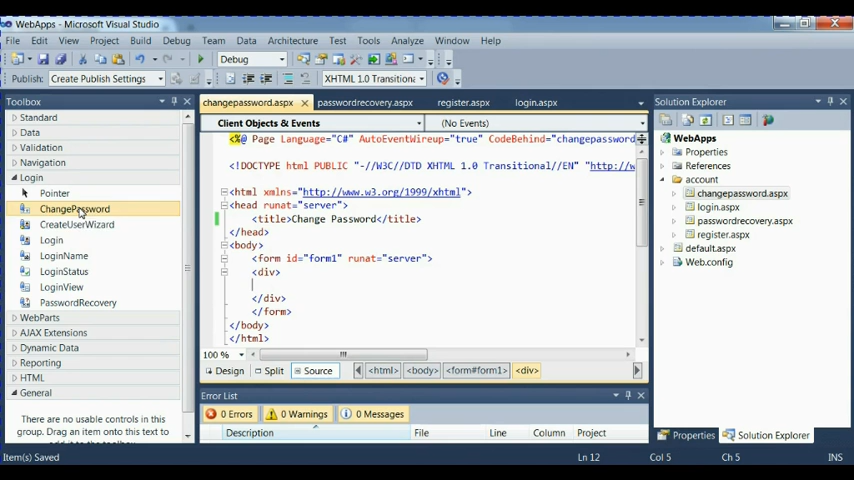 WebApps - Microsoft Visual Studio
File Edit View Project Build Debug Team Data Architecture Test Tools Analyze Window Help
Debug
Publish: Create Publish Settings XHTML 1.0 Transitiona
Toolbox
Standard
Data
Validation
Navigation
Login
Pointer
ChangePassword
CreateUserWizard
Login
LoginName
LoginStatus
LoginView
PasswordRecovery
WebParts
AJAX Extensions
Dynamic Data
Reporting
HTML
General
There are no usable controls in this
group. Drag an item onto this text to
add it to the toolbox.
changepassword.aspx passwordrecovery.aspx register.aspx login.aspx
Client Objects & Events (No Events)
<%@ Page Language="C#" AutoEventWireup="true" CodeBehind="changepassword
<!DOCTYPE html PUBLIC "-//W3C//DTD XHTML 1.0 Transitional//EN" "http://w
<html xmlns="http://www.w3.org/1999/xhtml">
<head runat="server">
<title>Change Password</title>
</head>
<body>
<form id="form1" runat="server">
<div>
</div>
</form>
</body>
</html>
100 %
Design Split Source <html> <body> <form#form1> <div>
Error List
0 Errors 0 Warnings 0 Messages
Description File Line Column Project
Solution Explorer
WebApps
Properties
References
account
changepassword.aspx
login.aspx
passwordrecovery.aspx
register.aspx
default.aspx
Web.config
Properties Solution Explorer
Item(s) Saved Ln 12 Col 5 Ch 5 INS